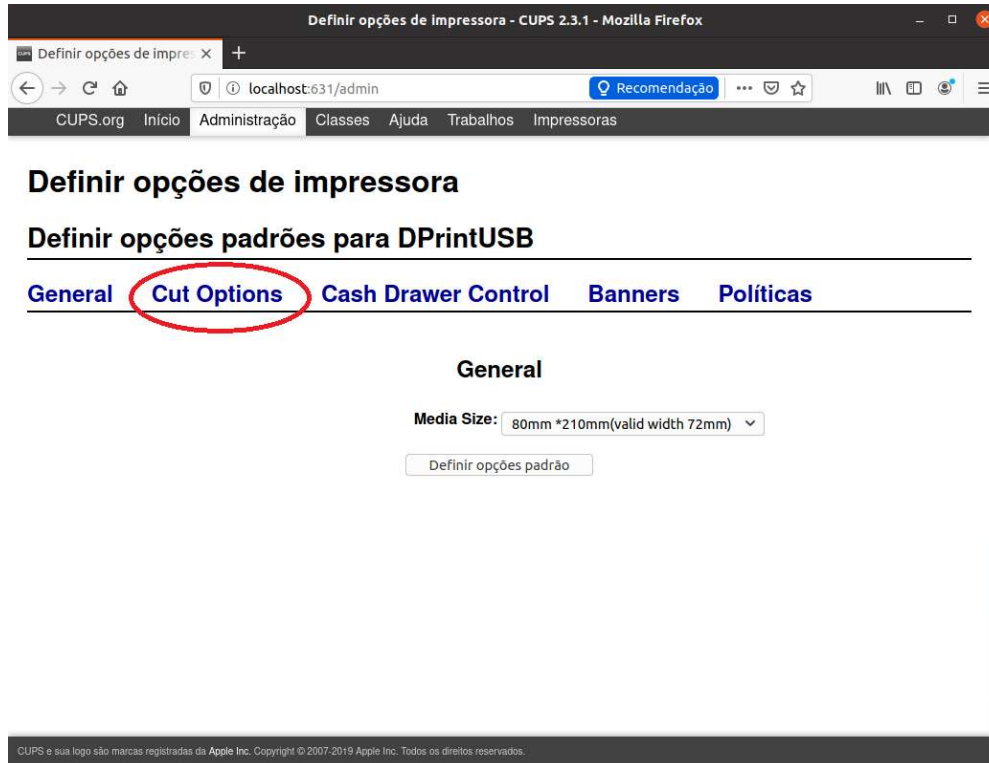 Definir opções de impressora - CUPS 2.3.1 - Mozilla Firefox
Definir opções de impres
localhost:631/admin Recomendação
CUPS.org Início Administração Classes Ajuda Trabalhos Impressoras
Definir opções de impressora
Definir opções padrões para DPrintUSB
General Cut Options Cash Drawer Control Banners Políticas
General
Media Size: 80mm *210mm(valid width 72mm)
Definir opções padrão
CUPS e sua logo são marcas registradas da Apple Inc. Copyright © 2007-2019 Apple Inc. Todos os direitos reservados.